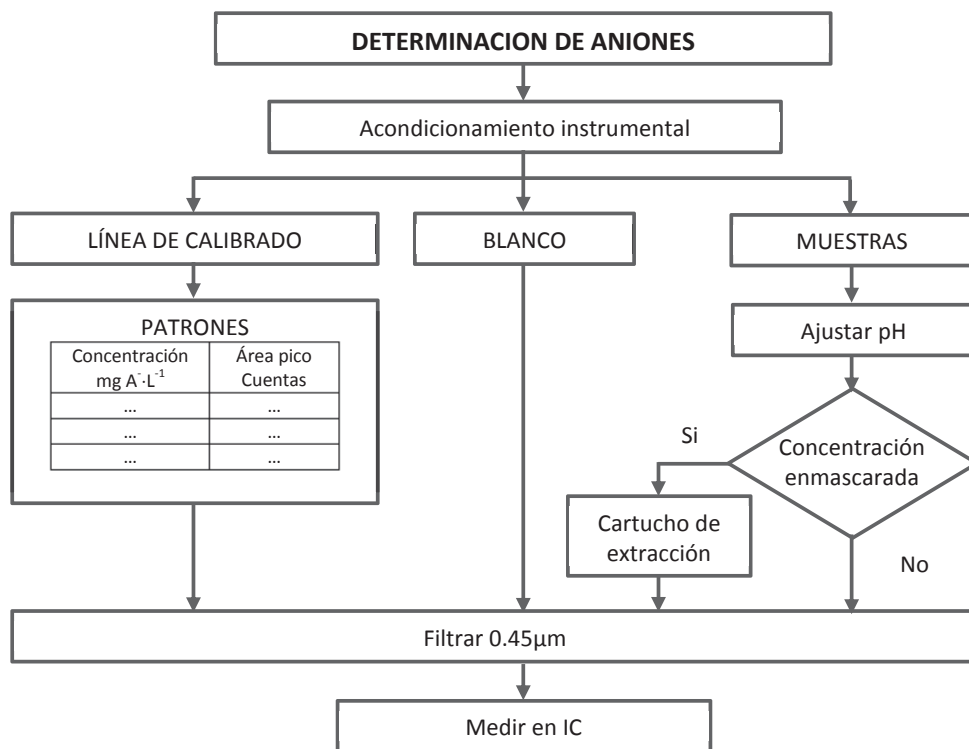 DETERMINACION DE ANIONES
Acondicionamiento instrumental
LÍNEA DE CALIBRADO
BLANCO
MUESTRAS
PATRONES
Concentración
mg A⁻·L⁻¹
Área pico
Cuentas
... ...
... ...
... ...
Ajustar pH
Si
Concentración
enmascarada
Cartucho de
extracción
No
Filtrar 0.45µm
Medir en IC